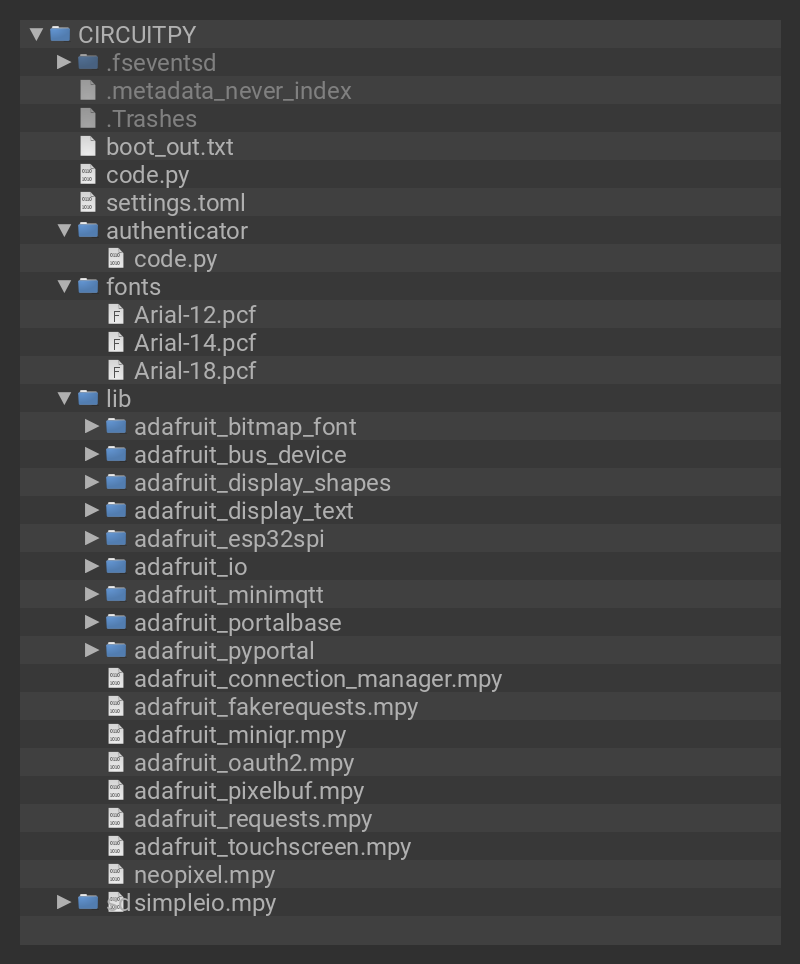 CIRCUITPY
.fseventsd
.metadata_never_index
.Trashes
boot_out.txt
code.py
settings.toml
authenticator
code.py
fonts
Arial-12.pcf
Arial-14.pcf
Arial-18.pcf
lib
adafruit_bitmap_font
adafruit_bus_device
adafruit_display_shapes
adafruit_display_text
adafruit_esp32spi
adafruit_io
adafruit_minimqtt
adafruit_portalbase
adafruit_pyportal
adafruit_connection_manager.mpy
adafruit_fakerequests.mpy
adafruit_miniqr.mpy
adafruit_oauth2.mpy
adafruit_pixelbuf.mpy
adafruit_requests.mpy
adafruit_touchscreen.mpy
neopixel.mpy
sd simpleio.mpy